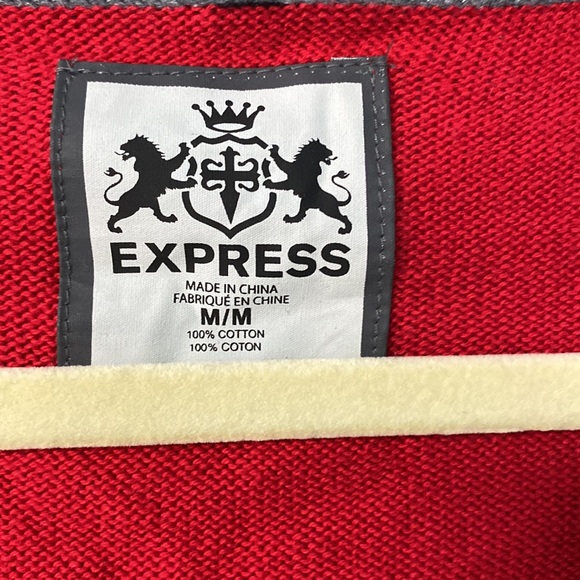 EXPRESS
MADE IN CHINA
FABRIQUÉ EN CHINE
M/M
100% COTTON
100% COTON